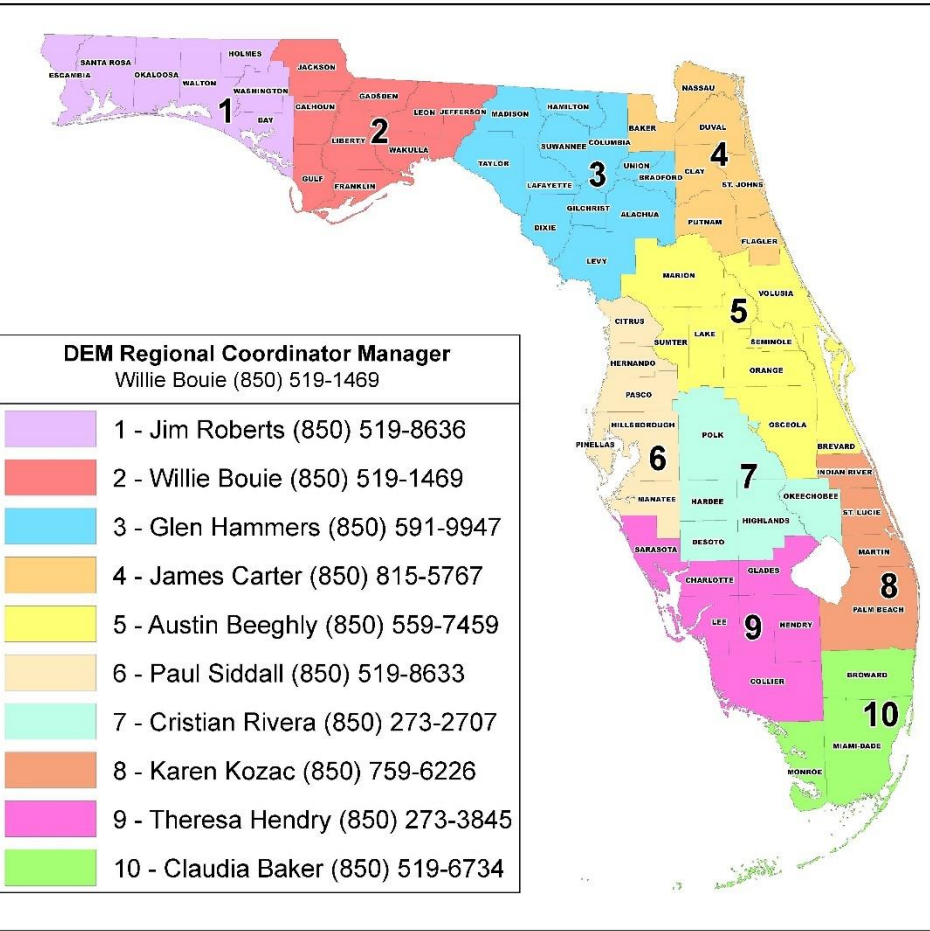 HOLMES
JACKSON
SANTA ROSA
ESCAMBIA
OKALOOSA
WALTON
WASHINGTON
1
BAY
CALHOUN
GADSDEN
LEON
JEFFERSON
LIBERTY
2
WAKULLA
GULF
FRANKLIN
MADISON
HAMILTON
SUWANNEE
COLUMBIA
TAYLOR
LAFAYETTE
3
UNION
BRADFORD
GILCHRIST
ALACHUA
DIXIE
LEVY
NASSAU
BAKER
DUVAL
4
CLAY
ST. JOHNS
PUTNAM
FLAGLER
MARION
VOLUSIA
5
SUMTER
LAKE
SEMINOLE
ORANGE
OSCEOLA
BREVARD
CITRUS
HERNANDO
PASCO
HILLSBOROUGH
PINELLAS
6
MANATEE
POLK
7
HARDEE
OKEECHOBEE
HIGHLANDS
DESOTO
INDIAN RIVER
ST. LUCIE
MARTIN
8
PALM BEACH
SARASOTA
CHARLOTTE
GLADES
LEE
9
HENDRY
COLLIER
BROWARD
10
MIAMI-DADE
MONROE
DEM Regional Coordinator Manager
Willie Bouie (850) 519-1469
1 - Jim Roberts (850) 519-8636
2 - Willie Bouie (850) 519-1469
3 - Glen Hammers (850) 591-9947
4 - James Carter (850) 815-5767
5 - Austin Beeghly (850) 559-7459
6 - Paul Siddall (850) 519-8633
7 - Cristian Rivera (850) 273-2707
8 - Karen Kozac (850) 759-6226
9 - Theresa Hendry (850) 273-3845
10 - Claudia Baker (850) 519-6734